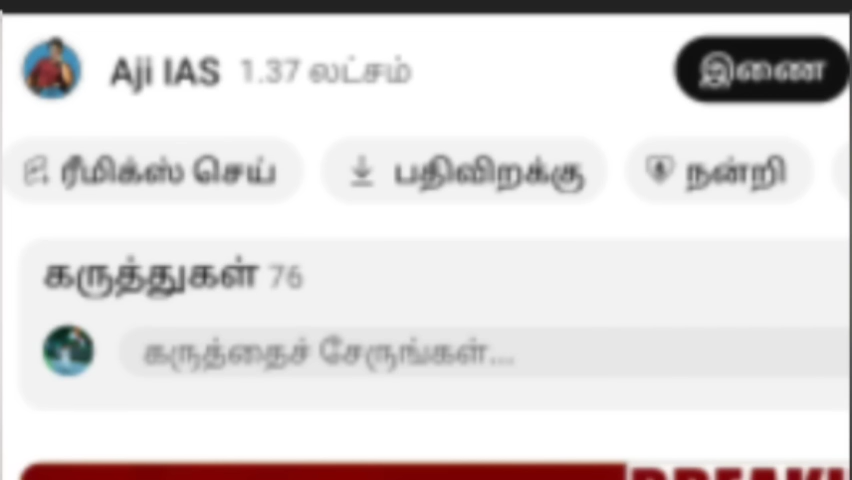 Aji IAS 1.37 லட்சம் இணை
ரீமிக்ஸ் செய் பதிவிறக்கு நன்றி
கருத்துகள் 76
கருத்தைச் சேருங்கள்...